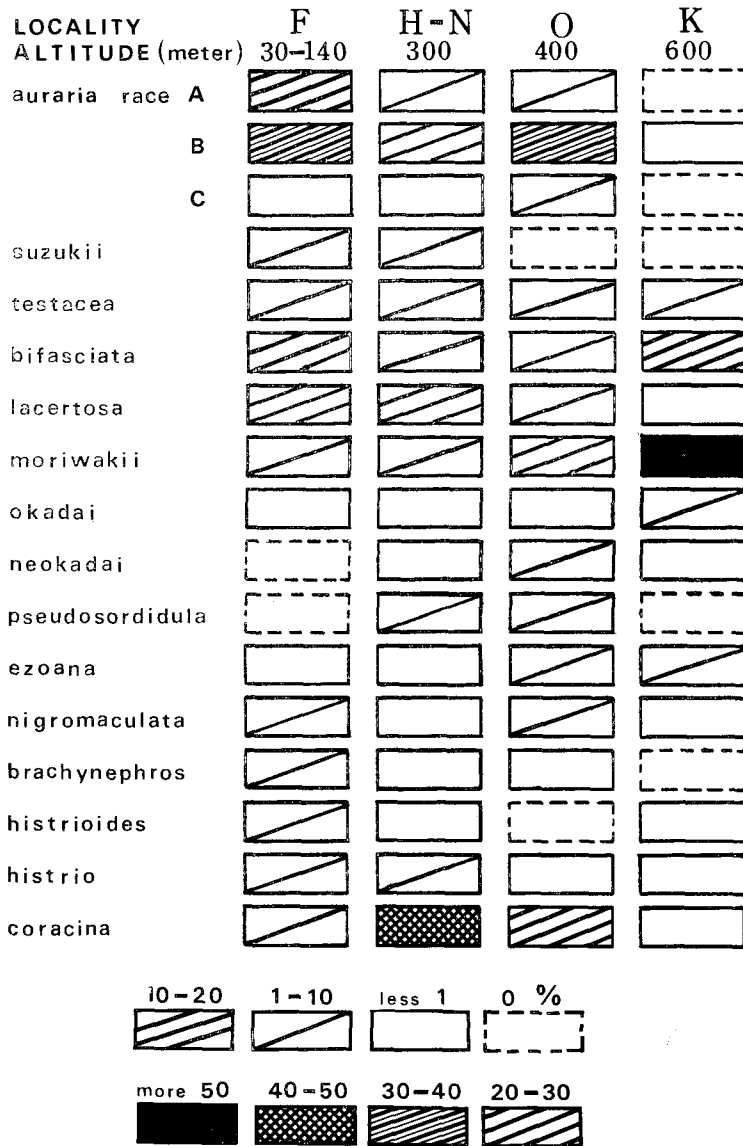 LOCALITY F H-N O K
ALTITUDE (meter) 30-140 300 400 600
auraria race A
B
C
suzukii
testacea
bifasciata
lacertosa
moriwakii
okadai
neokadai
pseudosordidula
ezoana
nigromaculata
brachynephros
histrioides
histrio
coracina
10-20 1-10 less 1 0 %
more 50 40-50 30-40 20-30